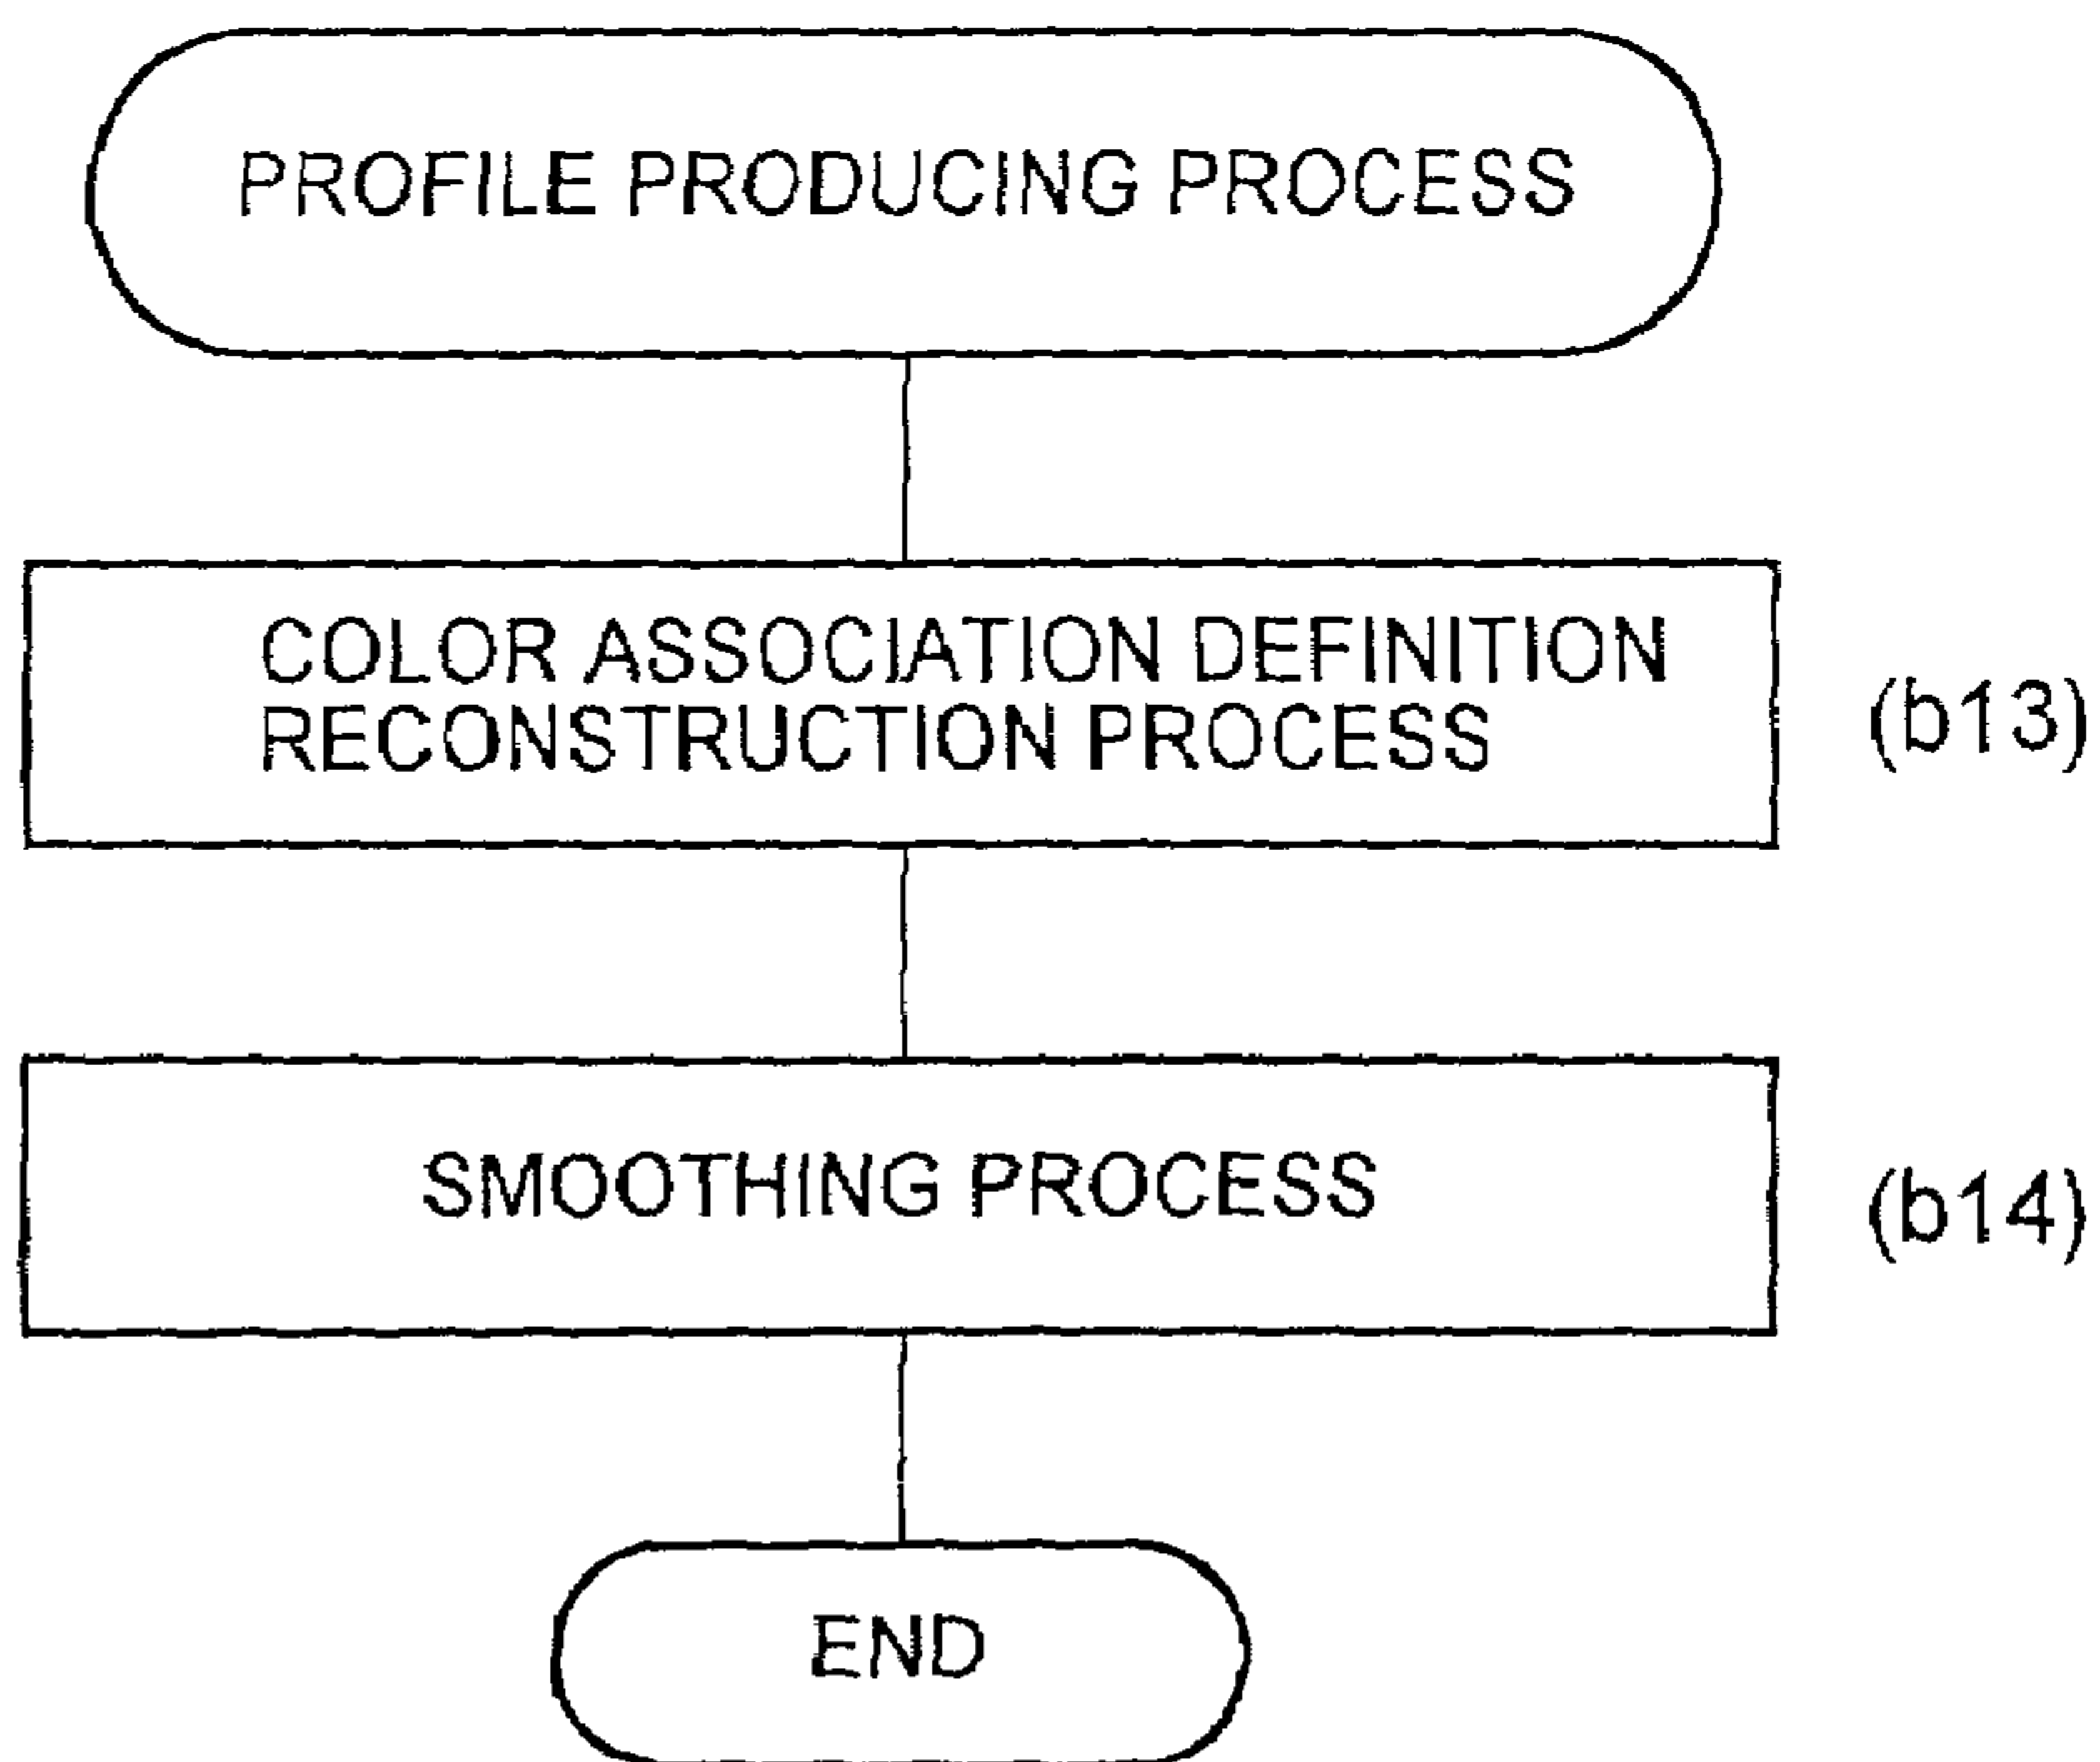 PROFILE PRODUCING PROCESS
COLOR ASSOCIATION DEFINITION
RECONSTRUCTION PROCESS
(b13)
SMOOTHING PROCESS
(b14)
END